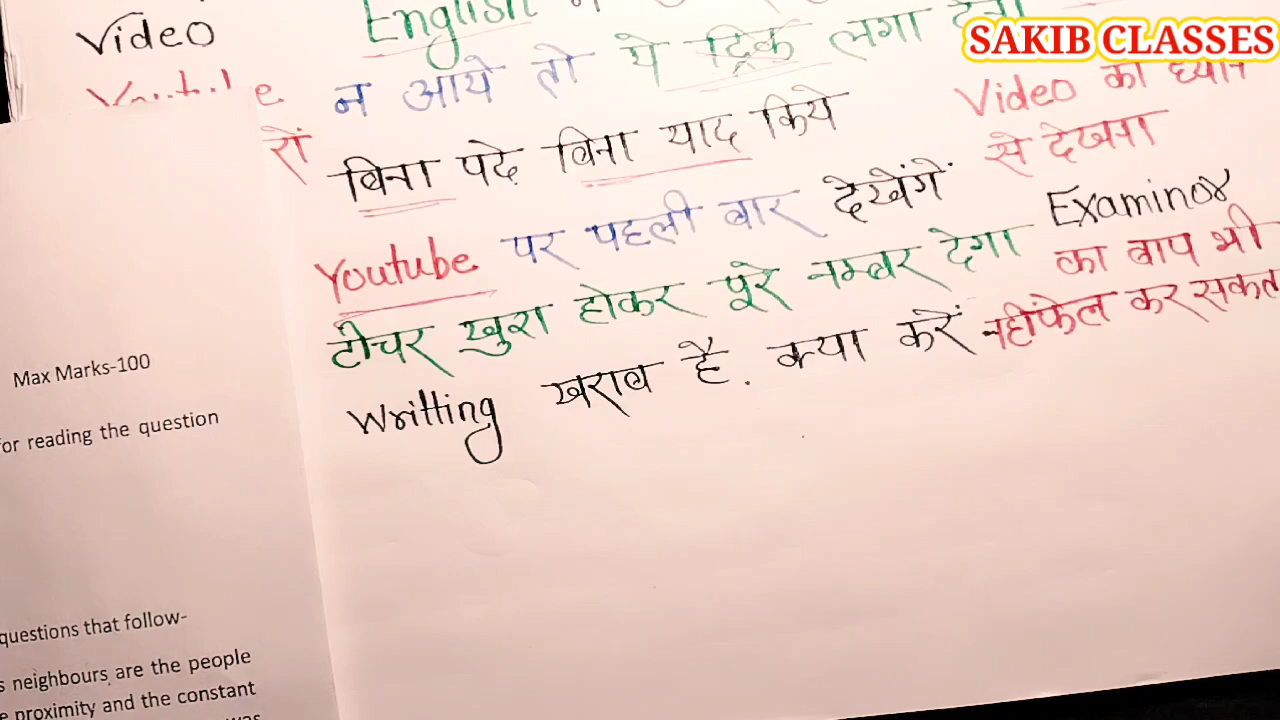 SAKIB CLASSES
Video
English
न आये तो ये ट्रिक लगा देना
रों
बिना पढे बिना याद किये
Youtube पर पहली बार देखेंगें
टीचर खुश होकर पूरे नम्बर देगा
Writting खराब है. क्या करें
Video को ध्यान
से देखना
Examinor
का बाप भी
नहीं फेल कर सकत
Max Marks-100
for reading the question
questions that follow-
s neighbours are the people
proximity and the constant